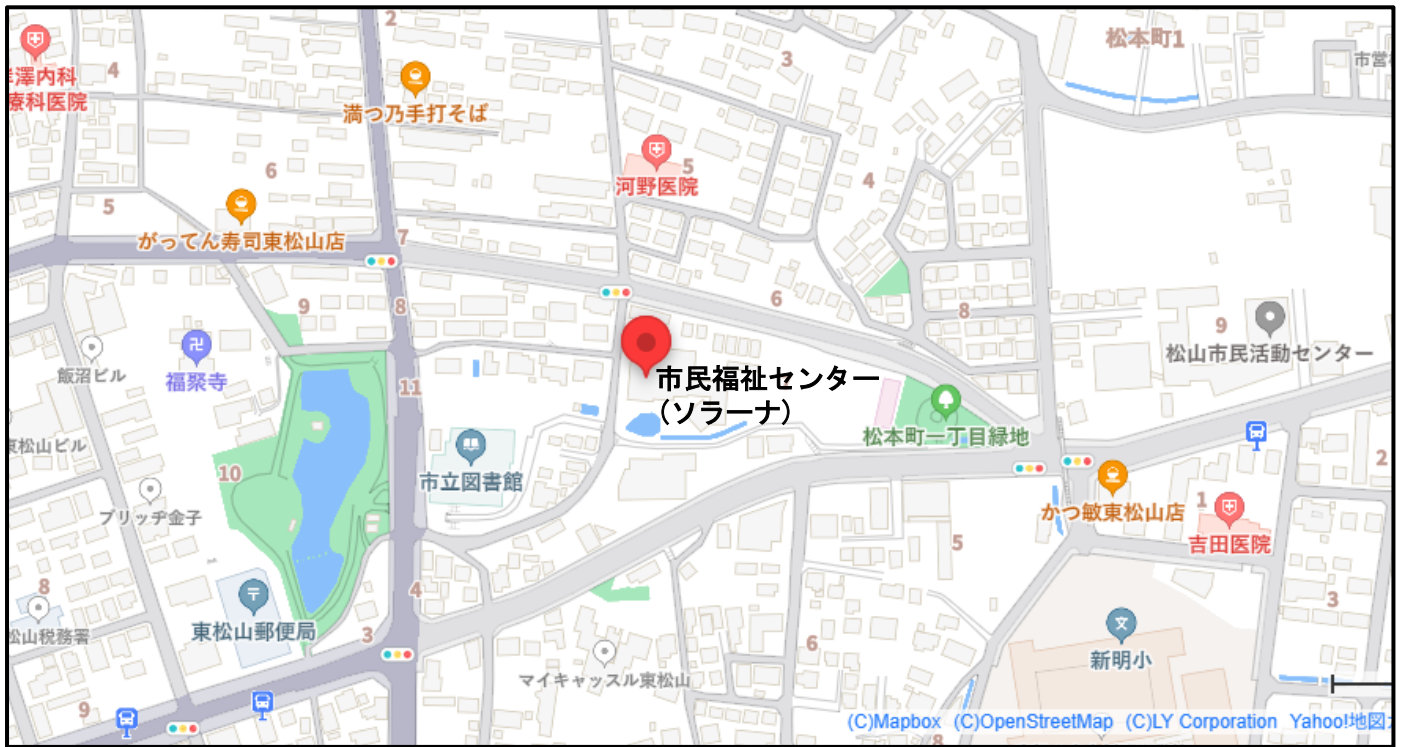 2
松本町1
3
市営
4
澤内科
療科医院
満つ乃手打そば
6
5
河野医院
4
5
がってん寿司東松山店
7
6
9
8
8
9
松山市民活動センター
飯沼ビル
福聚寺
11
市民福祉センター
(ソラーナ)
松本町一丁目緑地
東松山ビル
10
市立図書館
2
ブリッヂ金子
かつ敏東松山店
1
吉田医院
5
8
4
3
松山税務署
東松山郵便局
3
6
新明小
マイキャッスル東松山
9
8
(C)Mapbox (C)OpenStreetMap (C)LY Corporation Yahoo!地図